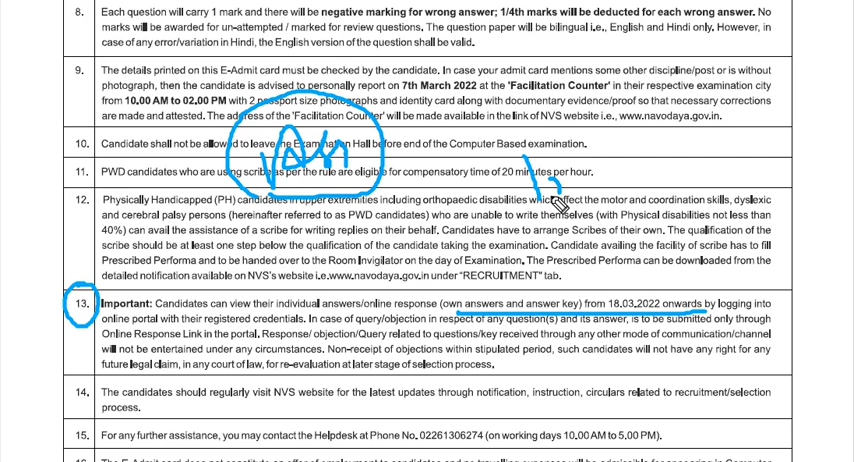 8. Each question will carry 1 mark and there will be negative marking for wrong answer; 1/4th marks will be deducted for each wrong answer. No
marks will be awarded for un-attempted / marked for review questions. The question paper will be bilingual i.e., English and Hindi only. However, in
case of any error/variation in Hindi, the English version of the question shall be valid.
9. The details printed on this E-Admit card must be checked by the candidate. In case your admit card mentions some other discipline/post or is without
photograph, then the candidate is advised to personally report on 7th March 2022 at the 'Facilitation Counter' in their respective examination city
from 10.00 AM to 02.00 PM with 2 passport size photographs and identity card along with documentary evidence/proof so that necessary corrections
are made and attested. The address of the 'Facilitation Counter' will be made available in the link of NVS website i.e., www.navodaya.gov.in.
10. Candidate shall not be allowed to leave the Examination Hall before end of the Computer Based examination.
11. PWD candidates who are using scribe as per the rule are eligible for compensatory time of 20 minutes per hour.
12. Physically Handicapped (PH) candidates in upper extremities including orthopaedic disabilities which affect the motor and coordination skills, dyslexic
and cerebral palsy persons (hereinafter referred to as PWD candidates) who are unable to write themselves (with Physical disabilities not less than
40%) can avail the assistance of a scribe for writing replies on their behalf. Candidates have to arrange Scribes of their own. The qualification of the
scribe should be at least one step below the qualification of the candidate taking the examination. Candidate availing the facility of scribe has to fill
Prescribed Performa and to be handed over to the Room Invigilator on the day of Examination. The Prescribed Performa can be downloaded from the
detailed notification available on NVS's website i.e.www.navodaya.gov.in under "RECRUITMENT" tab.
13. Important: Candidates can view their individual answers/online response (own answers and answer key) from 18.03.2022 onwards by logging into
online portal with their registered credentials. In case of query/objection in respect of any question(s) and its answer, is to be submitted only through
Online Response Link in the portal. Response/ objection/Query related to questions/key received through any other mode of communication/channel
will not be entertained under any circumstances. Non-receipt of objections within stipulated period, such candidates will not have any right for any
future legal claim, in any court of law, for re-evaluation at later stage of selection process.
14. The candidates should regularly visit NVS website for the latest updates through notification, instruction, circulars related to recruitment/selection
process.
15. For any further assistance, you may contact the Helpdesk at Phone No. 02261306274 (on working days 10.00 AM to 5.00 PM).